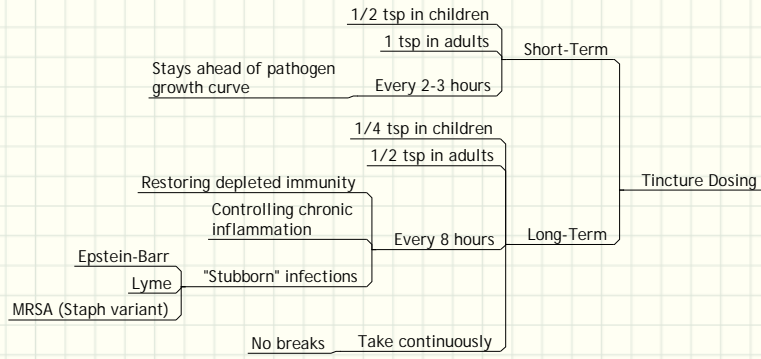 Tincture Dosing
Short-Term
1/2 tsp in children
1 tsp in adults
Every 2-3 hours
Stays ahead of pathogen
growth curve
Long-Term
1/4 tsp in children
1/2 tsp in adults
Every 8 hours
Restoring depleted immunity
Controlling chronic
inflammation
"Stubborn" infections
Epstein-Barr
Lyme
MRSA (Staph variant)
Take continuously
No breaks